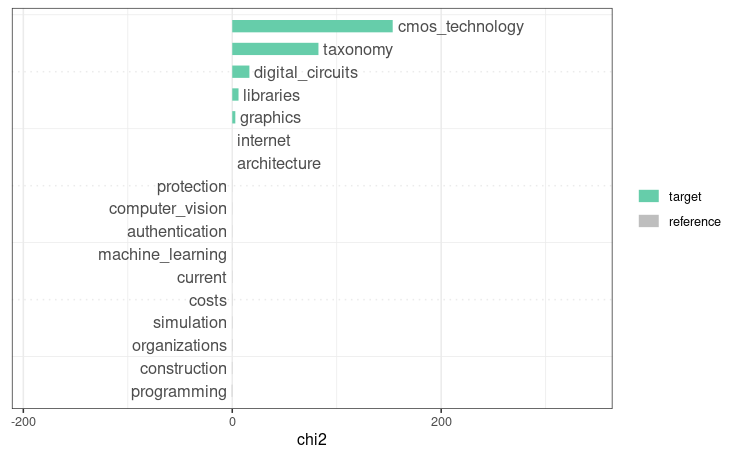 cmos_technology
taxonomy
digital_circuits
libraries
graphics
internet
architecture
protection
computer_vision
authentication
machine_learning
current
costs
simulation
organizations
construction
programming
target
reference
-200
0
200
chi2